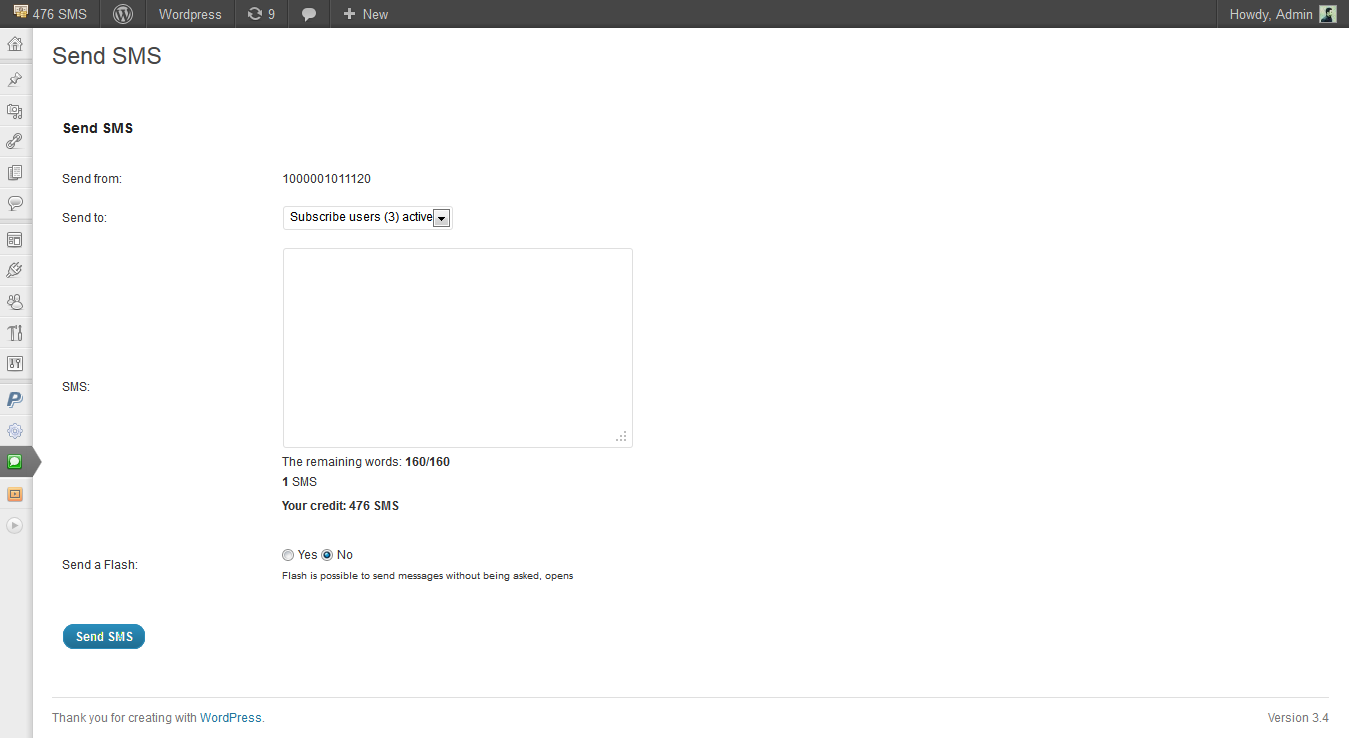 476 SMS Wordpress 9 New Howdy, Admin
Send SMS
Send SMS
Send from: 1000001011120
Send to: Subscribe users (3) active
SMS:
The remaining words: 160/160
1 SMS
Your credit: 476 SMS
Send a Flash: Yes No
Flash is possible to send messages without being asked, opens
Send SMS
Thank you for creating with WordPress. Version 3.4